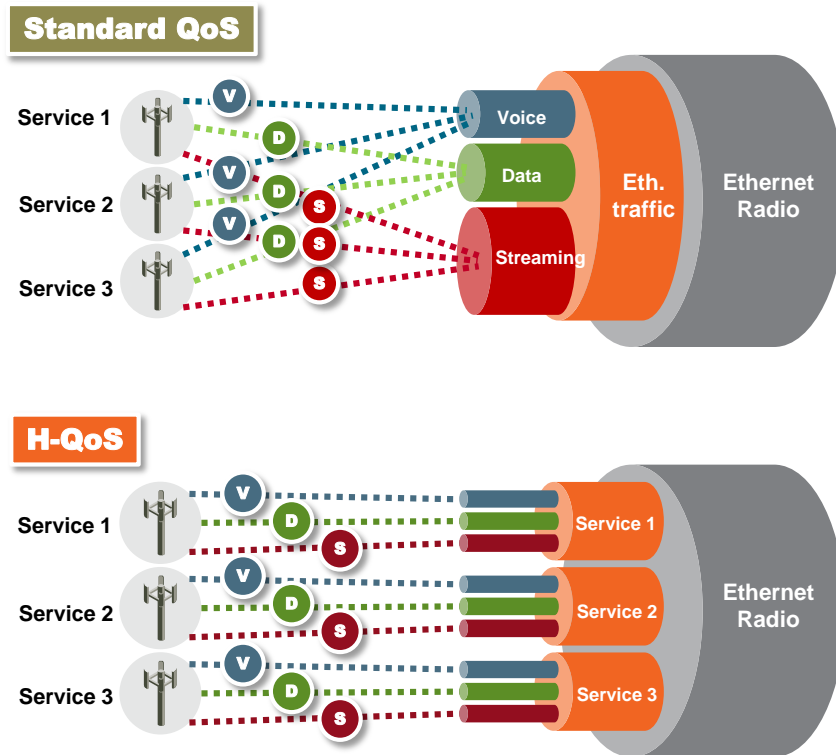 Standard QoS
Service 1
V
Voice
D
Data
Eth.
traffic
Ethernet
Radio
Service 2
V
D
S
V
D
S
Streaming
Service 3
S
H-QoS
Service 1
V
D
S
Service 1
Service 2
V
D
S
Service 2
Ethernet
Radio
Service 3
V
D
S
Service 3